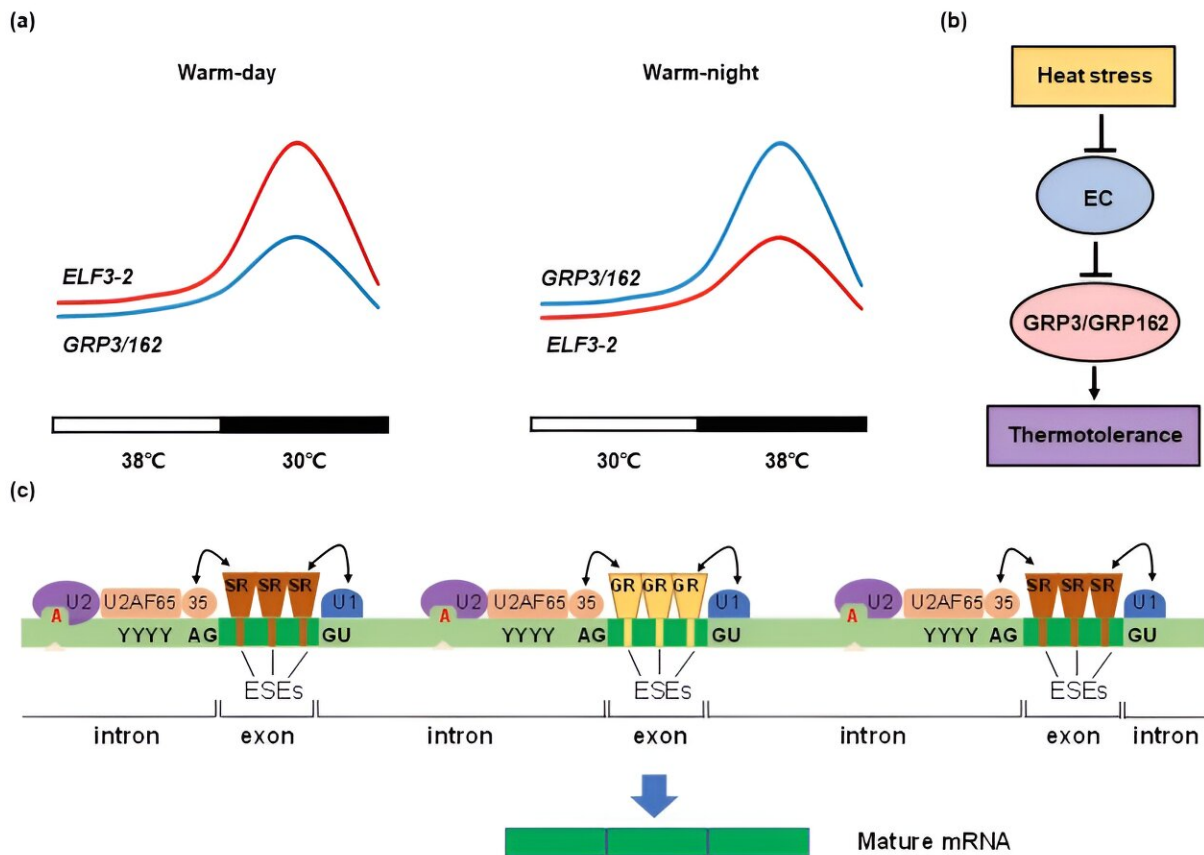 (a)
Warm-day
ELF3-2
GRP3/162
38℃
30℃
Warm-night
GRP3/162
ELF3-2
30℃
38℃
(b)
Heat stress
EC
GRP3/GRP162
Thermotolerance
(c)
A U2 U2AF65 35 SR SR SR U1 A U2 U2AF65 35 GR GR GR U1 A U2 U2AF65 35 SR SR SR U1
YYYY AG GU YYYY AG GU YYYY AG GU
ESEs ESEs ESEs
intron exon intron exon intron exon intron
Mature mRNA